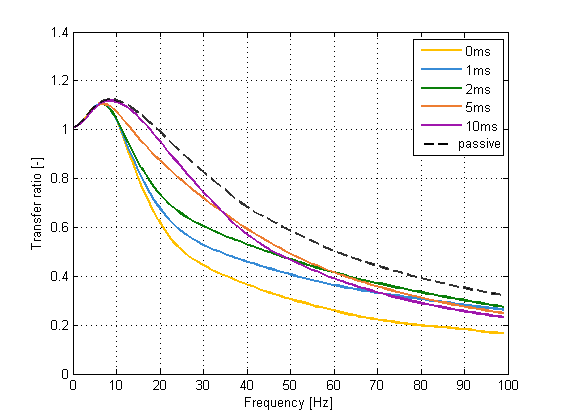 1.4
1.2
1
0.8
0.6
0.4
0.2
0
0ms
1ms
2ms
5ms
10ms
passive
Transfer ratio [-]
0 10 20 30 40 50 60 70 80 90 100
Frequency [Hz]